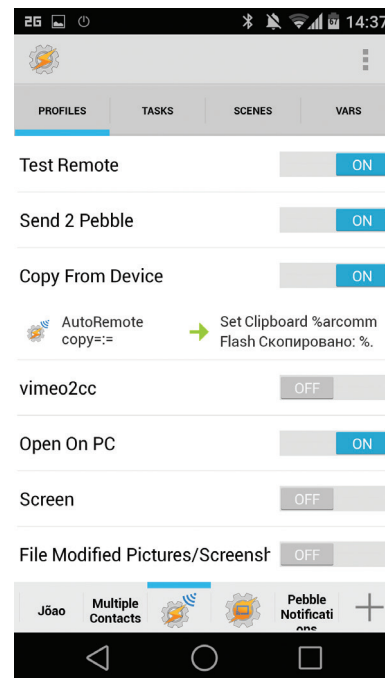 2G 14:37
PROFILES TASKS SCENES VARS
Test Remote ON
Send 2 Pebble ON
Copy From Device ON
AutoRemote
copy=:=
Set Clipboard %arcomm
Flash Скопировано: %.
vimeo2cc OFF
Open On PC ON
Screen OFF
File Modified Pictures/Screensh OFF
Jõao
Multiple
Contacts
Pebble
Notificati
ons